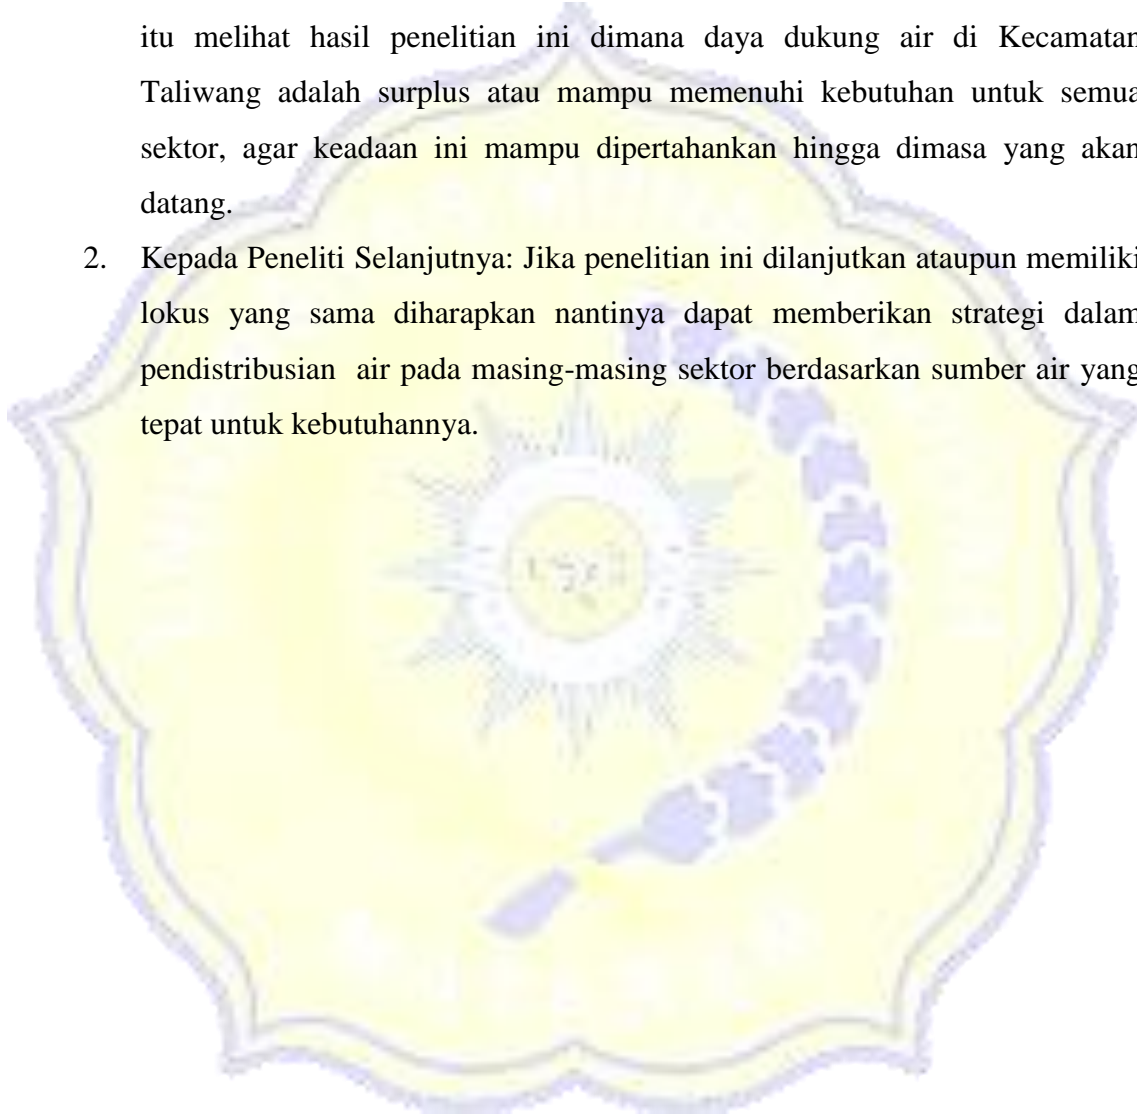 itu melihat hasil penelitian ini dimana daya dukung air di Kecamatan
Taliwang adalah surplus atau mampu memenuhi kebutuhan untuk semua
sektor, agar keadaan ini mampu dipertahankan hingga dimasa yang akan
datang.
2. Kepada Peneliti Selanjutnya: Jika penelitian ini dilanjutkan ataupun memiliki
lokus yang sama diharapkan nantinya dapat memberikan strategi dalam
pendistribusian air pada masing-masing sektor berdasarkan sumber air yang
tepat untuk kebutuhannya.